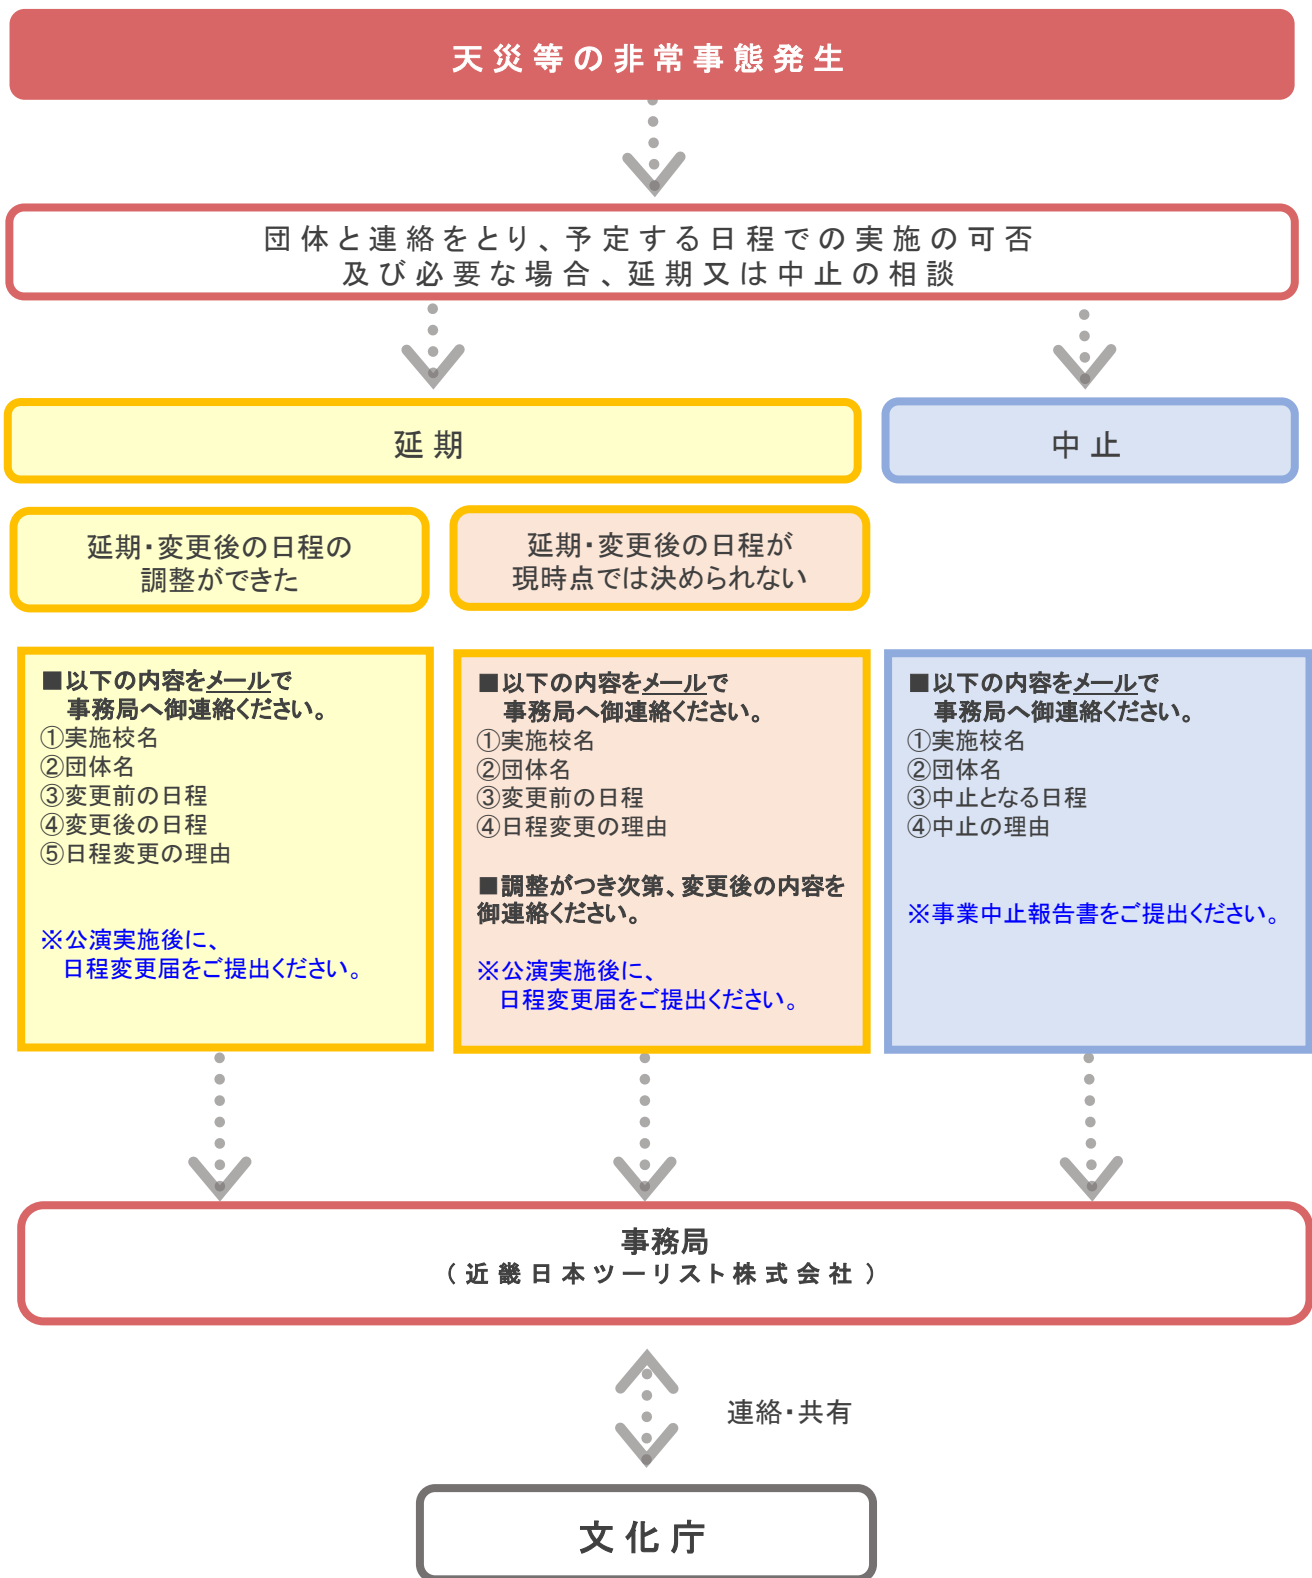 天災等の非常事態発生
団体と連絡をとり、予定する日程での実施の可否
及び必要な場合、延期又は中止の相談
延期
中止
延期・変更後の日程の
調整ができた
延期・変更後の日程が
現時点では決められない
■以下の内容をメールで
事務局へ御連絡ください。
①実施校名
②団体名
③変更前の日程
④変更後の日程
⑤日程変更の理由
※公演実施後に、
日程変更届をご提出ください。
■以下の内容をメールで
事務局へ御連絡ください。
①実施校名
②団体名
③変更前の日程
④日程変更の理由
■調整がつき次第、変更後の内容を
御連絡ください。
※公演実施後に、
日程変更届をご提出ください。
■以下の内容をメールで
事務局へ御連絡ください。
①実施校名
②団体名
③中止となる日程
④中止の理由
※事業中止報告書をご提出ください。
事務局
（近畿日本ツーリスト株式会社）
連絡・共有
文化庁